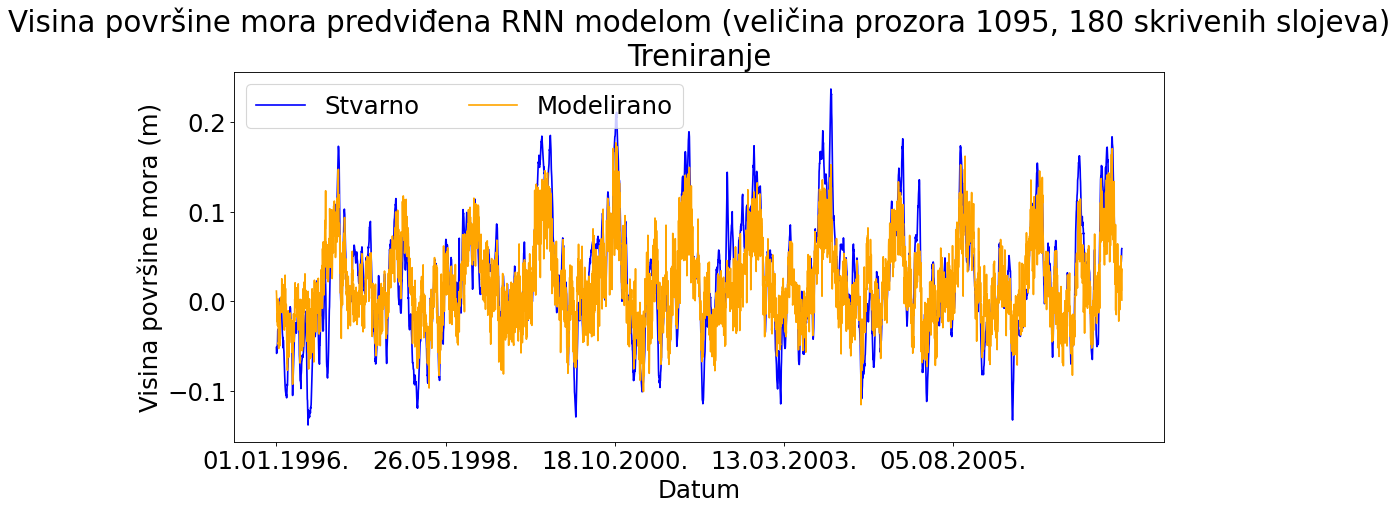 Visina površine mora predviđena RNN modelom (veličina prozora 1095, 180 skrivenih slojeva)
Treniranje
Stvarno
Modelirano
Visina površine mora (m)
0.2
0.1
0.0
−0.1
01.01.1996.
26.05.1998.
18.10.2000.
13.03.2003.
05.08.2005.
Datum